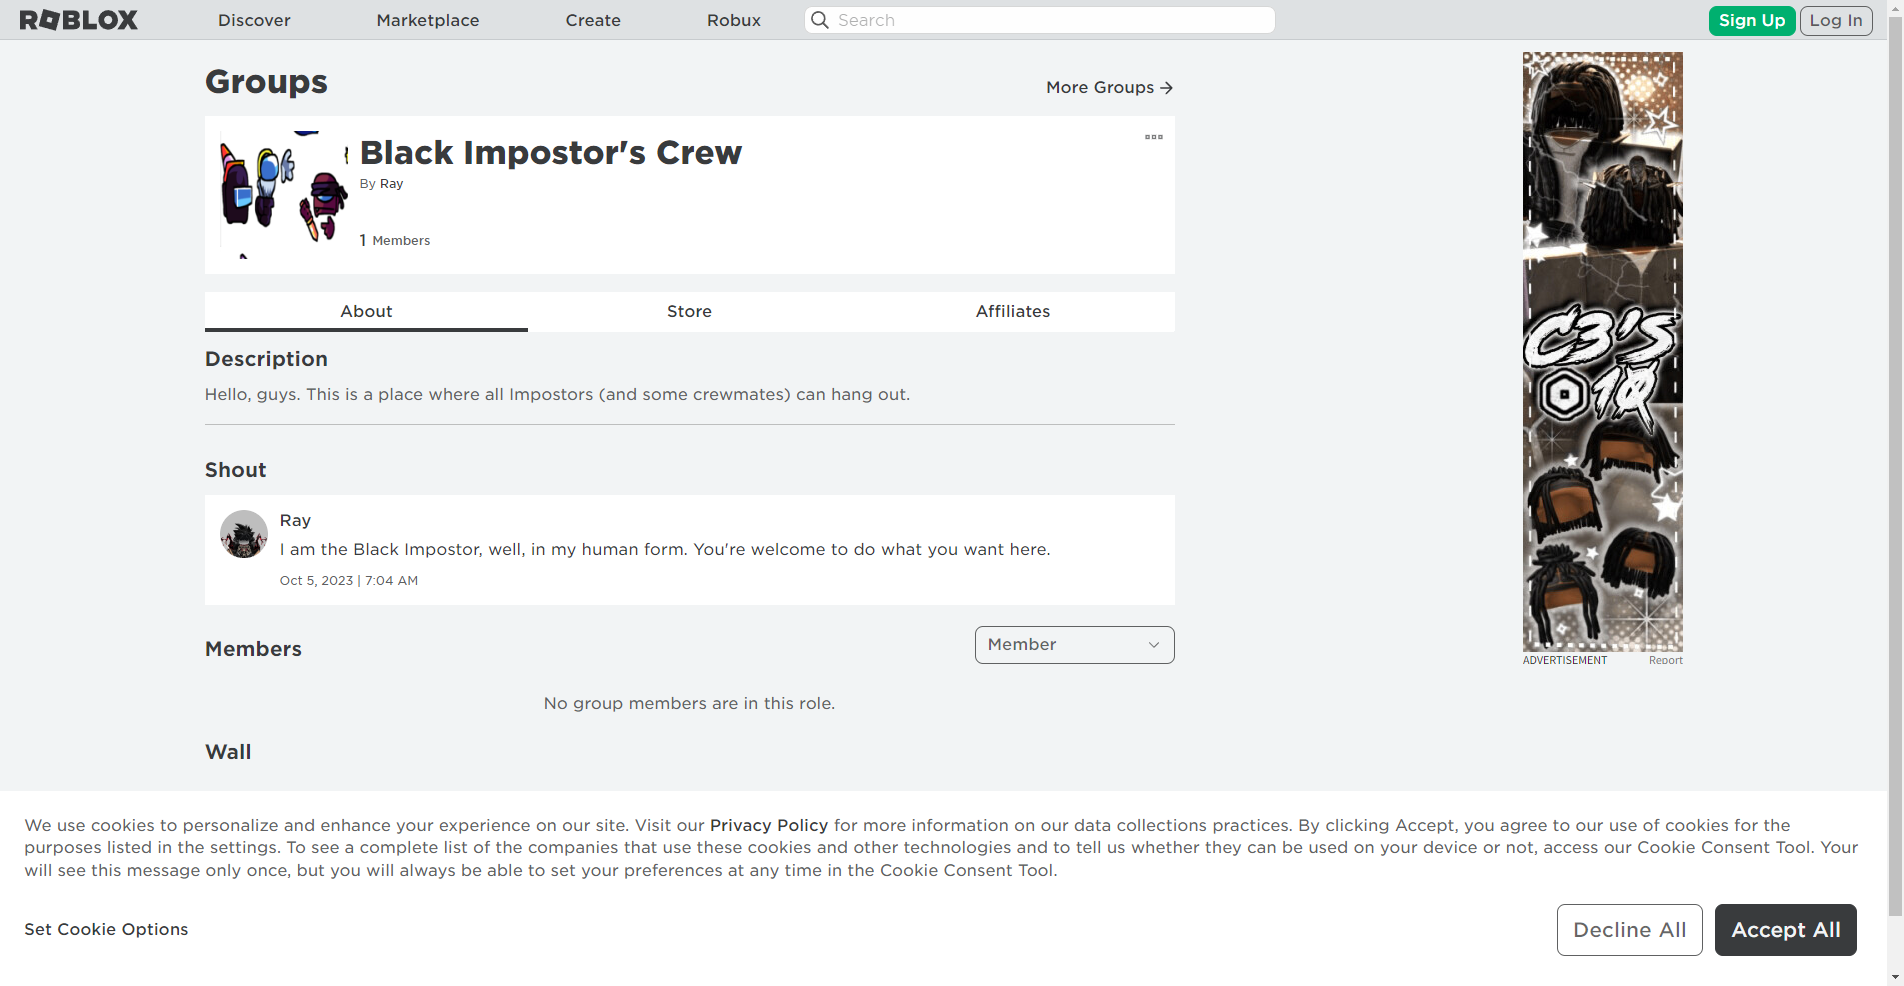 ROBLOX
Discover
Marketplace
Create
Robux
Search
Sign Up
Log In
Groups
More Groups →
Black Impostor's Crew
By Ray
1 Members
About
Store
Affiliates
Description
Hello, guys. This is a place where all Impostors (and some crewmates) can hang out.
Shout
Ray
I am the Black Impostor, well, in my human form. You're welcome to do what you want here.
Oct 5, 2023 | 7:04 AM
Members
Member
No group members are in this role.
Wall
C3'S
10
ADVERTISEMENT
Report
We use cookies to personalize and enhance your experience on our site. Visit our Privacy Policy for more information on our data collections practices. By clicking Accept, you agree to our use of cookies for the
purposes listed in the settings. To see a complete list of the companies that use these cookies and other technologies and to tell us whether they can be used on your device or not, access our Cookie Consent Tool. Your
will see this message only once, but you will always be able to set your preferences at any time in the Cookie Consent Tool.
Set Cookie Options
Decline All
Accept All